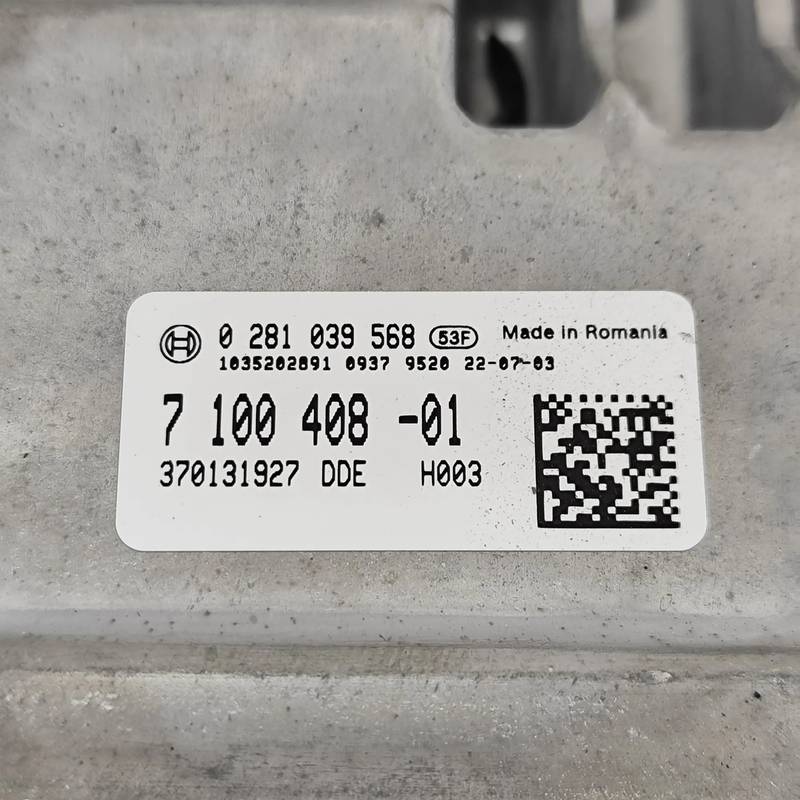 0 281 039 568 53F Made in Romania
1035202891 0937 9520 22-07-03
7 100 408 -01
370131927 DDE H003